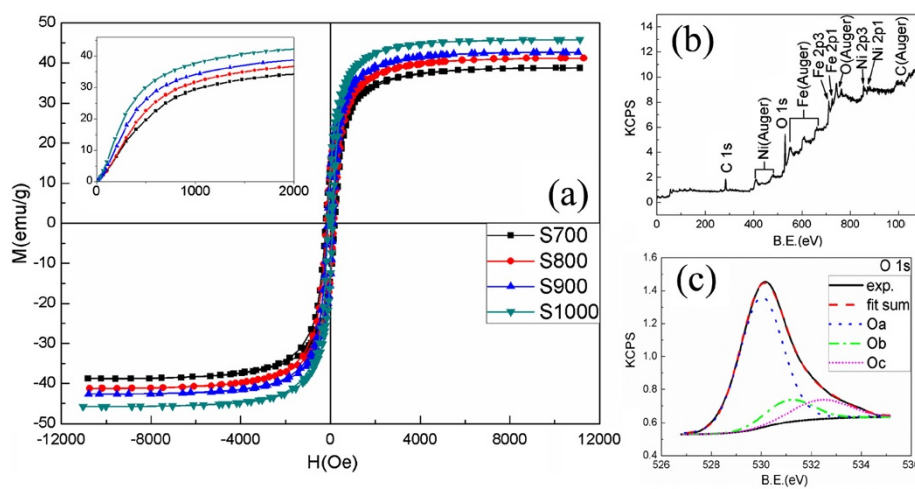 50
40
30
20
10
0
-10
-20
-30
-40
-50
M(emu/g)
-12000 -8000 -4000 0 4000 8000 12000
H(Oe)
40
30
20
10
0
0 1000 2000
(a)
S700
S800
S900
S1000
(b)
14
12
10
8
6
4
2
0
KCPS
C 1s
Ni(Auger)
O 1s
Fe(Auger)
Fe 2p3
Fe 2p1
O(Auger)
Ni 2p3
Ni 2p1
C(Auger)
0 200 400 600 800 100
B.E.(eV)
(c)
O 1s
exp.
fit sum
Oa
Ob
Oc
1.6
1.4
1.2
1.0
0.8
0.6
0.4
KCPS
526 528 530 532 534 536
B.E.(eV)